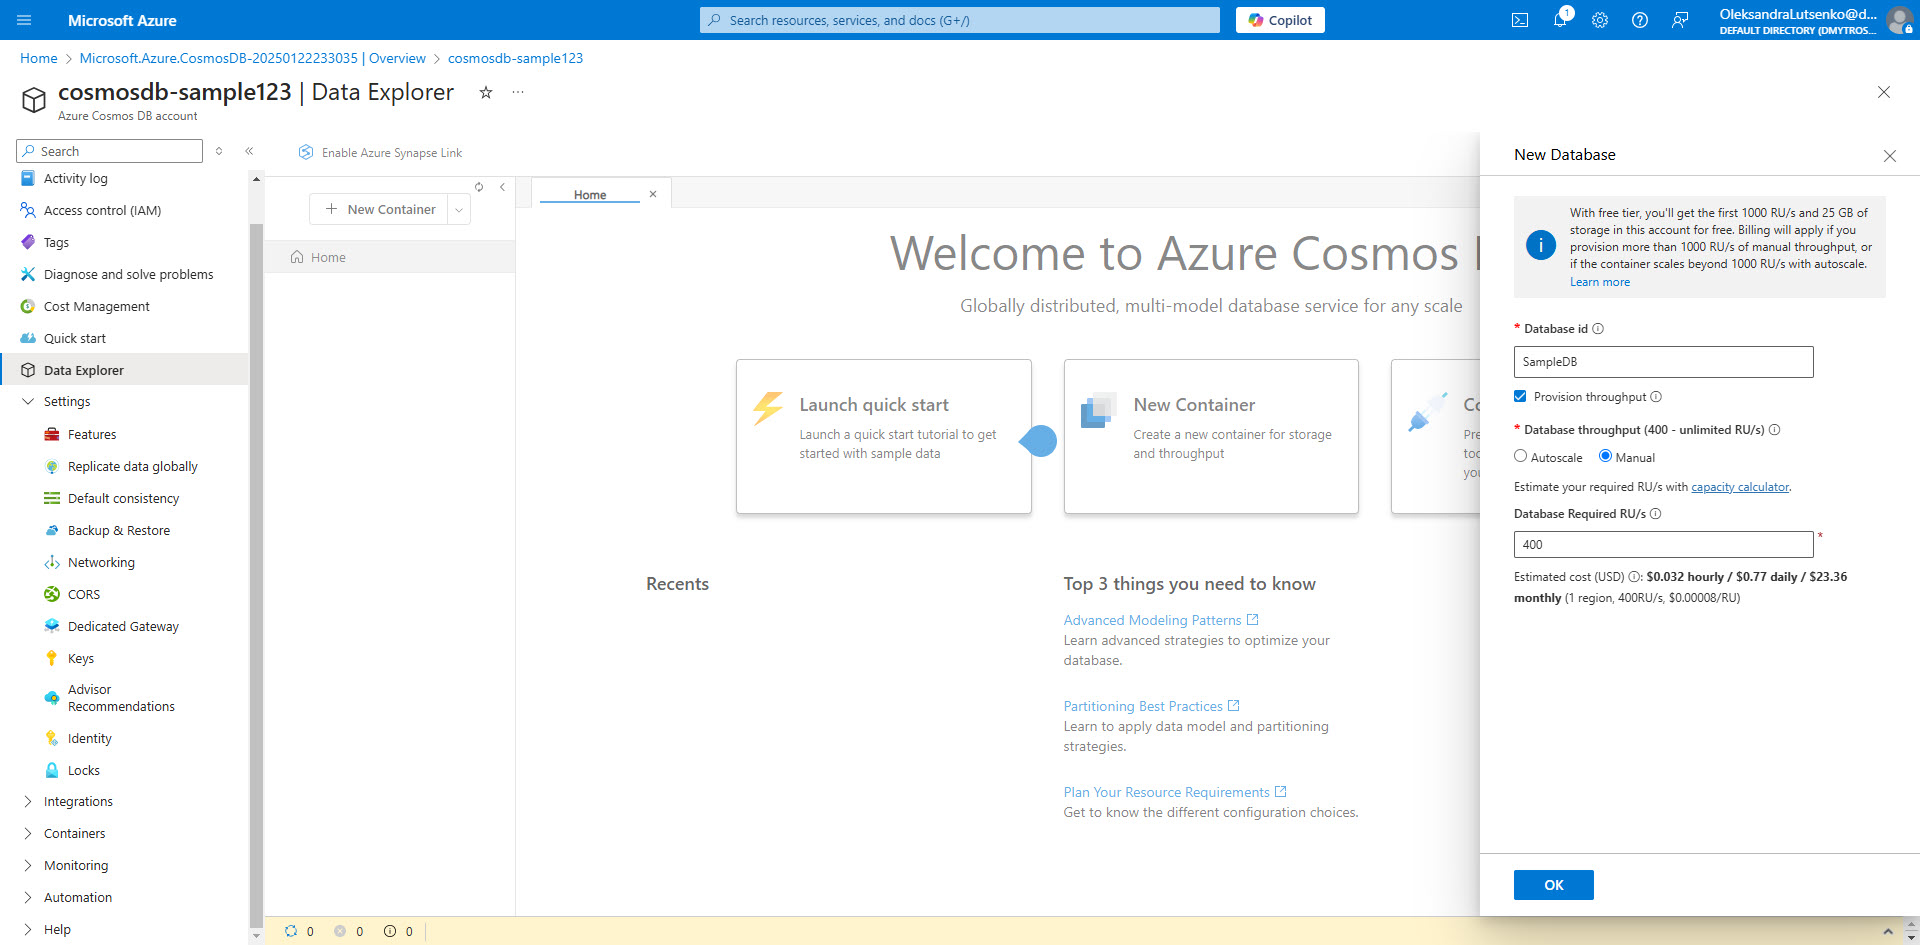 Microsoft Azure
Search resources, services, and docs (G+/)
Copilot
1
OleksandraLutsenko@d...
DEFAULT DIRECTORY (DMYTROS...
Home > Microsoft.Azure.CosmosDB-20250122233035 | Overview > cosmosdb-sample123
cosmosdb-sample123 | Data Explorer
Azure Cosmos DB account
Search
Activity log
Access control (IAM)
Tags
Diagnose and solve problems
Cost Management
Quick start
Data Explorer
Settings
Features
Replicate data globally
Default consistency
Backup & Restore
Networking
CORS
Dedicated Gateway
Keys
Advisor
Recommendations
Identity
Locks
Integrations
Containers
Monitoring
Automation
Help
Enable Azure Synapse Link
New Container
Home
Home
Welcome to Azure Cosmos
Globally distributed, multi-model database service for any scale
Launch quick start
Launch a quick start tutorial to get
started with sample data
New Container
Create a new container for storage
and throughput
Recents
Top 3 things you need to know
Advanced Modeling Patterns
Learn advanced strategies to optimize your
database.
Partitioning Best Practices
Learn to apply data model and partitioning
strategies.
Plan Your Resource Requirements
Get to know the different configuration choices.
0 0 0
New Database
With free tier, you'll get the first 1000 RU/s and 25 GB of
storage in this account for free. Billing will apply if you
provision more than 1000 RU/s of manual throughput, or
if the container scales beyond 1000 RU/s with autoscale.
Learn more
* Database id
SampleDB
Provision throughput
* Database throughput (400 - unlimited RU/s)
Autoscale Manual
Estimate your required RU/s with capacity calculator.
Database Required RU/s
400 *
Estimated cost (USD) : $0.032 hourly / $0.77 daily / $23.36
monthly (1 region, 400RU/s, $0.00008/RU)
OK